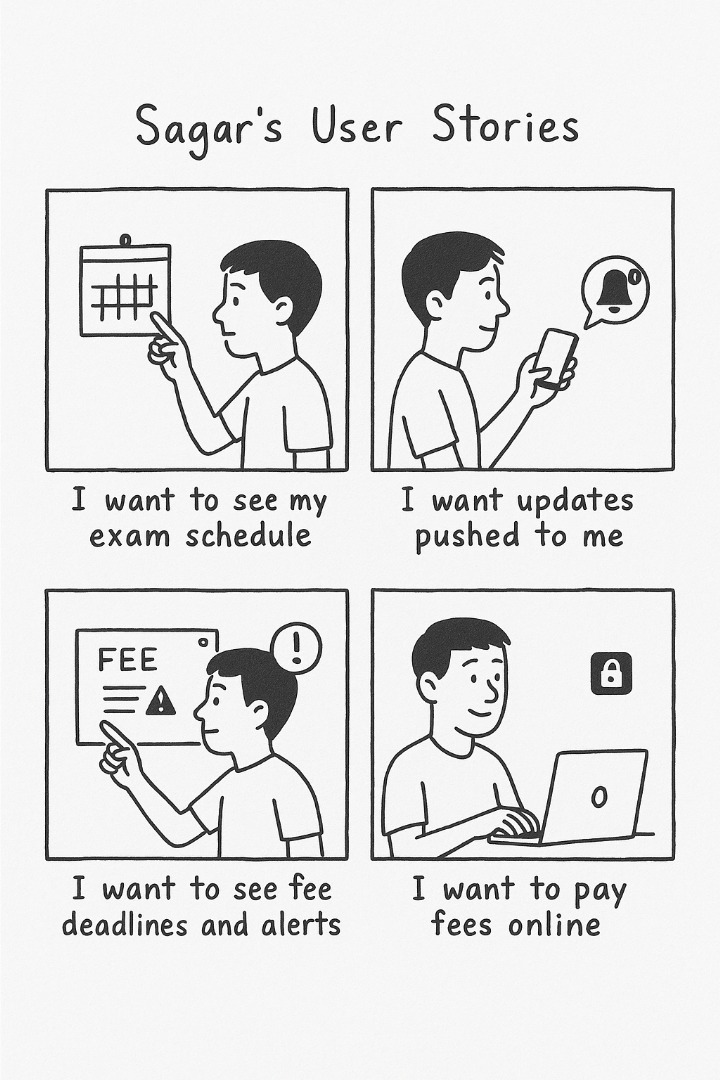 Sagar's User Stories
I want to see my
exam schedule
I want updates
pushed to me
FEE
!
I want to see fee
deadlines and alerts
I want to pay
fees online